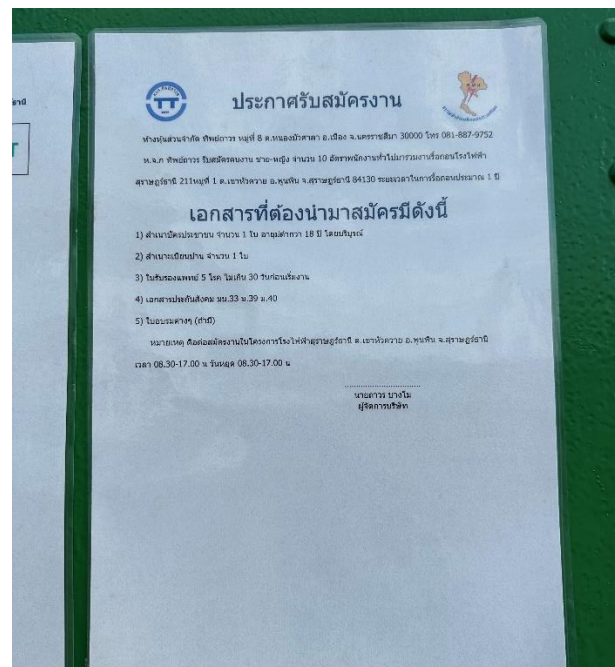 ประกาศรับสมัครงาน
ห้างหุ้นส่วนจำกัด ทิพย์ถาวร หมู่ที่ 8 ต.หนองบัวศาลา อ.เมือง จ.นครราชสีมา 30000 โทร 081-887-9752
ห.จ.ก ทิพย์ถาวร รับสมัครคนงาน ชาย-หญิง จำนวน 10 อัตราพนักงานทั่วไปมาร่วมงานรื้อถอนโรงไฟฟ้า
สุราษฎร์ธานี 211หมู่ที่ 1 ต.เขาหัวควาย อ.พุนพิน จ.สุราษฎร์ธานี 84130 ระยะเวลาในการรื้อถอนประมาณ 1 ปี
เอกสารที่ต้องนำมาสมัครมีดังนี้
1) สำเนาบัตรประชาชน จำนวน 1 ใบ อายุไม่ต่ำกว่า 18 ปี โดยบริบูรณ์
2) สำเนาทะเบียนบ้าน จำนวน 1 ใบ
3) ใบรับรองแพทย์ 5 โรค ไม่เกิน 30 วันก่อนเริ่มงาน
4) เอกสารประกันสังคม มน.33 ม.39 ม.40
5) ใบอบรมต่างๆ (ถ้ามี)
หมายเหตุ ติดต่อสมัครงานในโครงการโรงไฟฟ้าสุราษฎร์ธานี ต.เขาหัวควาย อ.พุนพิน จ.สุราษฎร์ธานี
เวลา 08.30-17.00 น วันหยุด 08.30-17.00 น
นายถาวร บางโม
ผู้จัดการบริษัท